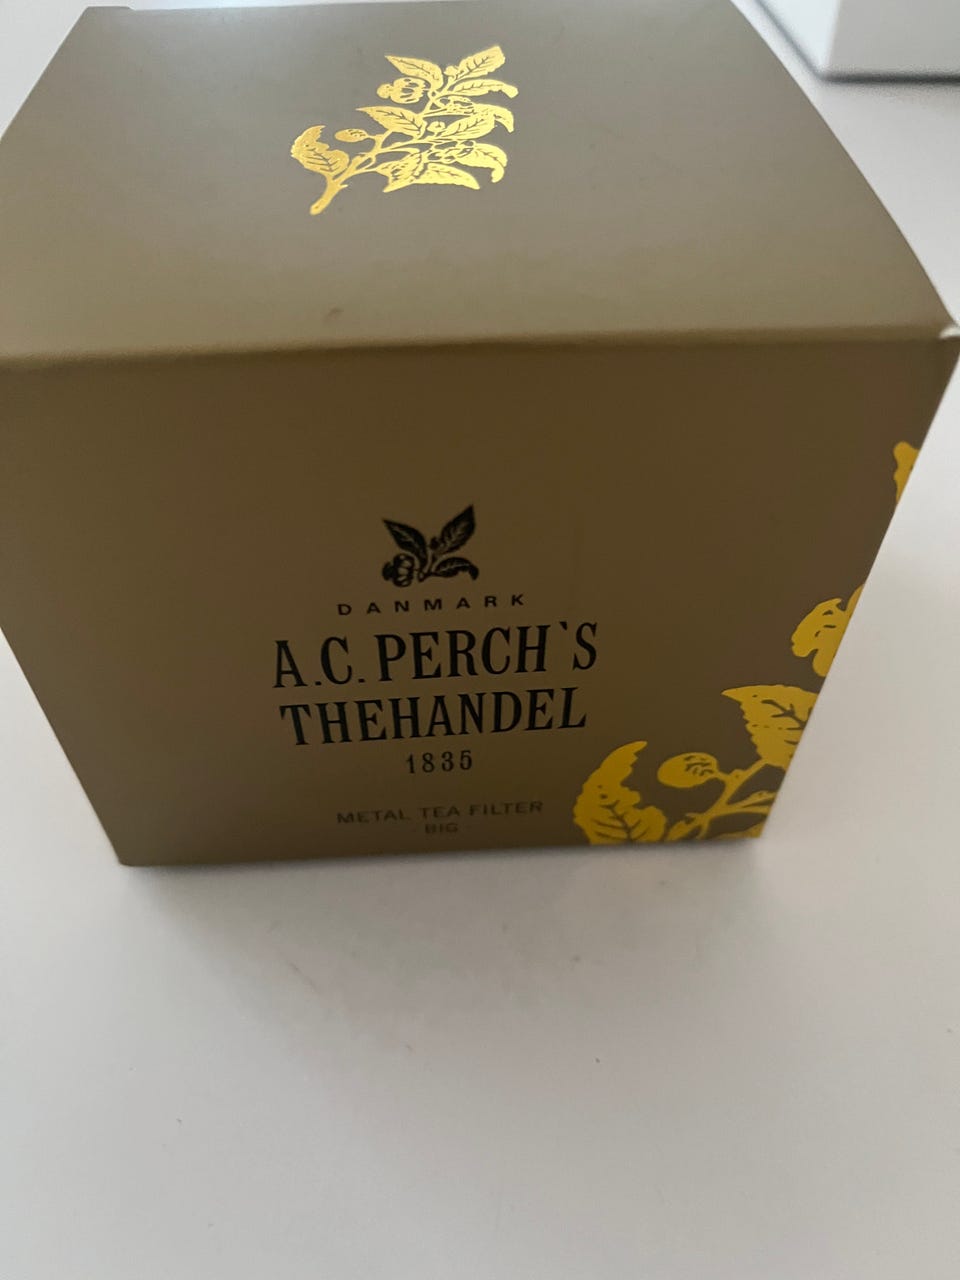 DANMARK
A.C. PERCH`S
THEHANDEL
1835
METAL TEA FILTER
- BIG -